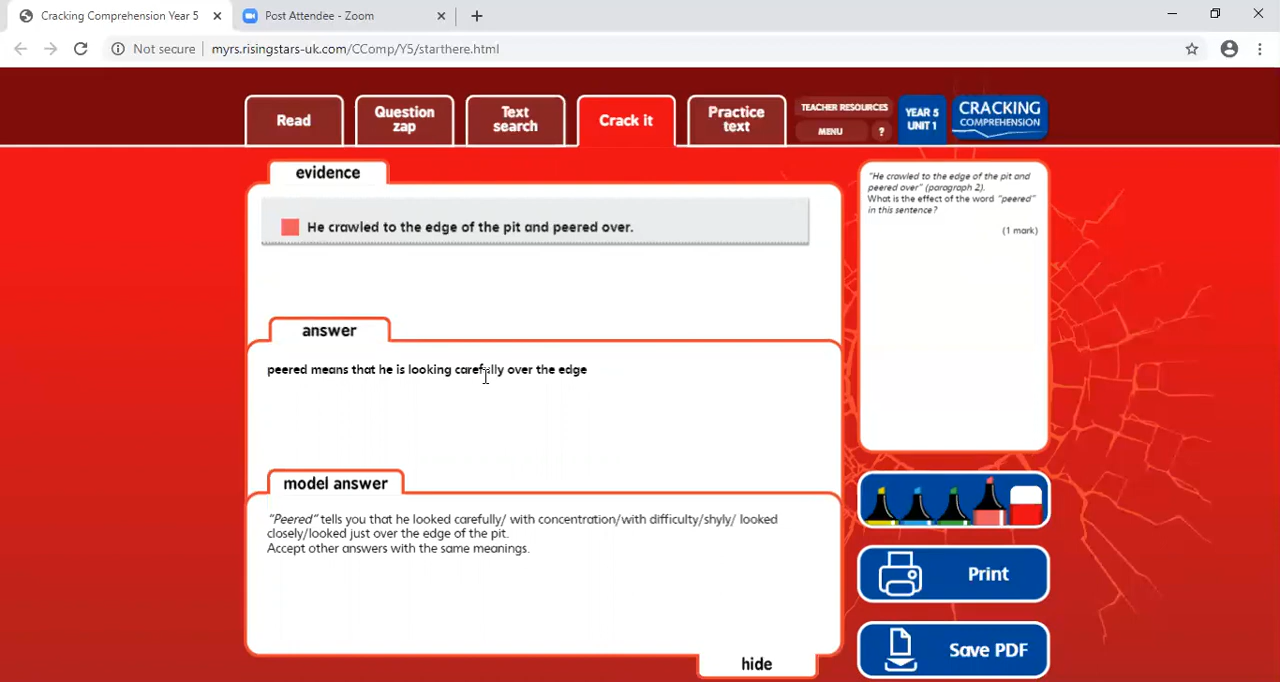 Cracking Comprehension Year 5
Post Attendee - Zoom
Not secure
myrs.risingstars-uk.com/CComp/Y5/starthere.html
Read
Question
zap
Text
search
Crack it
Practice
text
TEACHER RESOURCES
MENU
?
YEAR 5
UNIT 1
CRACKING
COMPREHENSION
evidence
He crawled to the edge of the pit and peered over.
answer
peered means that he is looking carefully over the edge
model answer
"Peered" tells you that he looked carefully/ with concentration/with difficulty/shyly/ looked
closely/looked just over the edge of the pit.
Accept other answers with the same meanings.
hide
"He crawled to the edge of the pit and
peered over" (paragraph 2).
What is the effect of the word "peered"
in this sentence?
(1 mark)
Print
Save PDF